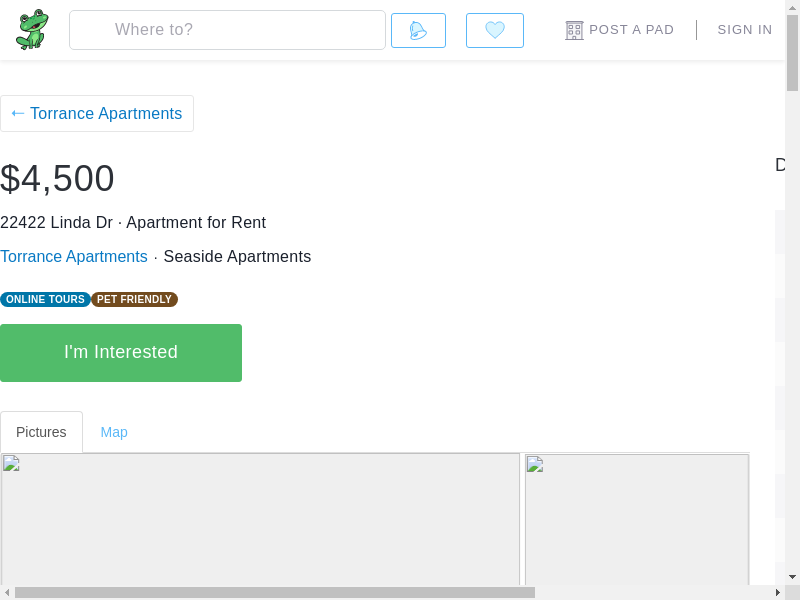 Where to?
POST A PAD
SIGN IN
← Torrance Apartments
$4,500
22422 Linda Dr · Apartment for Rent
Torrance Apartments · Seaside Apartments
ONLINE TOURS PET FRIENDLY
I'm Interested
Pictures
Map